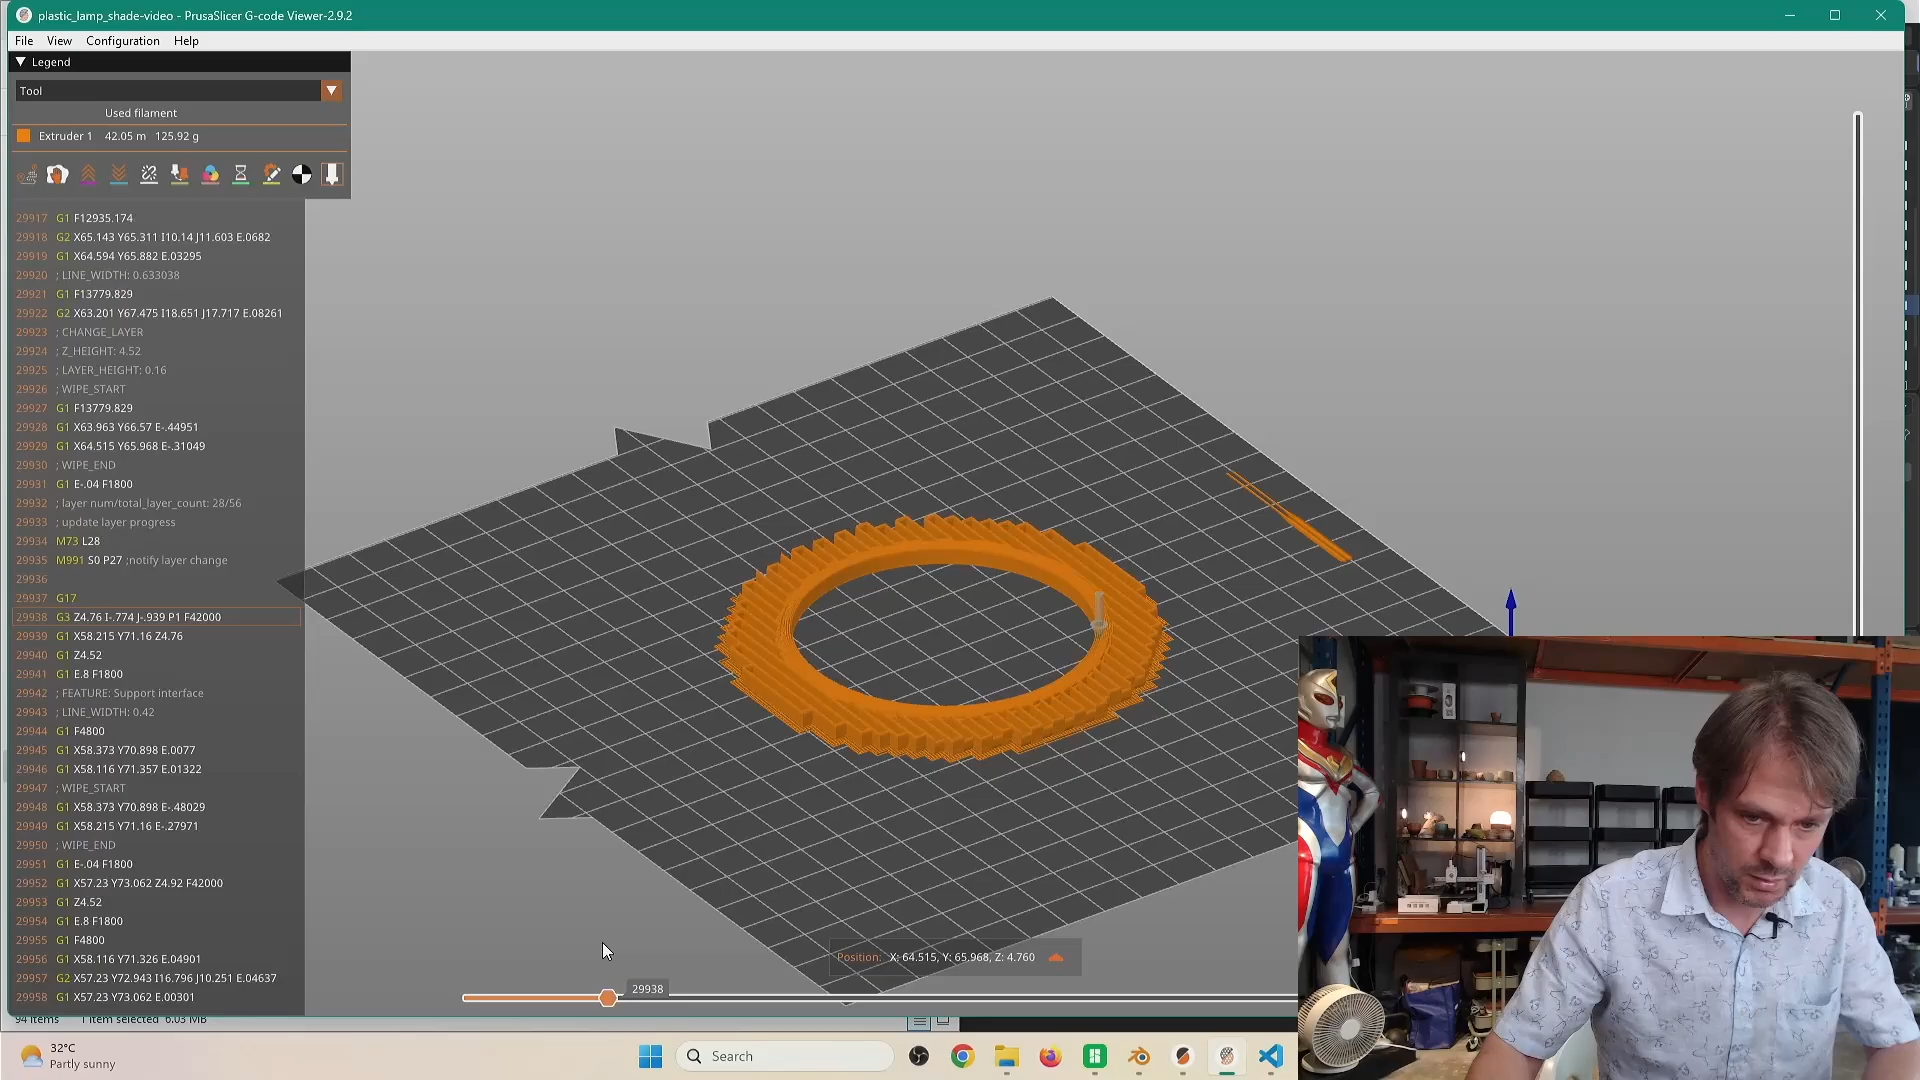 plastic_lamp_shade-video - PrusaSlicer G-code Viewer-2.9.2
File View Configuration Help
Legend
Tool
Used filament
Extruder 1 42.05 m 125.92 g
29917 G1 F12935.174
29918 G2 X65.143 Y65.311 I10.14 J11.603 E.0682
29919 G1 X64.594 Y65.882 E.03295
29920 ; LINE_WIDTH: 0.633038
29921 G1 F13779.829
29922 G2 X63.201 Y67.475 I18.651 J17.717 E.08261
29923 ; CHANGE_LAYER
29924 ; Z_HEIGHT: 4.52
29925 ; LAYER_HEIGHT: 0.16
29926 ; WIPE_START
29927 G1 F13779.829
29928 G1 X63.963 Y66.57 E-.44951
29929 G1 X64.515 Y65.968 E-.31049
29930 ; WIPE_END
29931 G1 E-.04 F1800
29932 ; layer num/total_layer_count: 28/56
29933 ; update layer progress
29934 M73 L28
29935 M991 S0 P27 ;notify layer change
29936
29937 G17
29938 G3 Z4.76 I-.774 J-.939 P1 F42000
29939 G1 X58.215 Y71.16 Z4.76
29940 G1 Z4.52
29941 G1 E.8 F1800
29942 ; FEATURE: Support interface
29943 ; LINE_WIDTH: 0.42
29944 G1 F4800
29945 G1 X58.373 Y70.898 E.0077
29946 G1 X58.116 Y71.357 E.01322
29947 ; WIPE_START
29948 G1 X58.373 Y70.898 E-.48029
29949 G1 X58.215 Y71.16 E-.27971
29950 ; WIPE_END
29951 G1 E-.04 F1800
29952 G1 X57.23 Y73.062 Z4.92 F42000
29953 G1 Z4.52
29954 G1 E.8 F1800
29955 G1 F4800
29956 G1 X58.116 Y71.326 E.04901
29957 G2 X57.23 Y72.943 I16.796 J10.251 E.04637
29958 G1 X57.23 Y73.062 E.00301
Position: X: 64.515, Y: 65.968, Z: 4.760
29938
94 items 1 item selected 6.03 MB
32°C
Partly sunny
Search